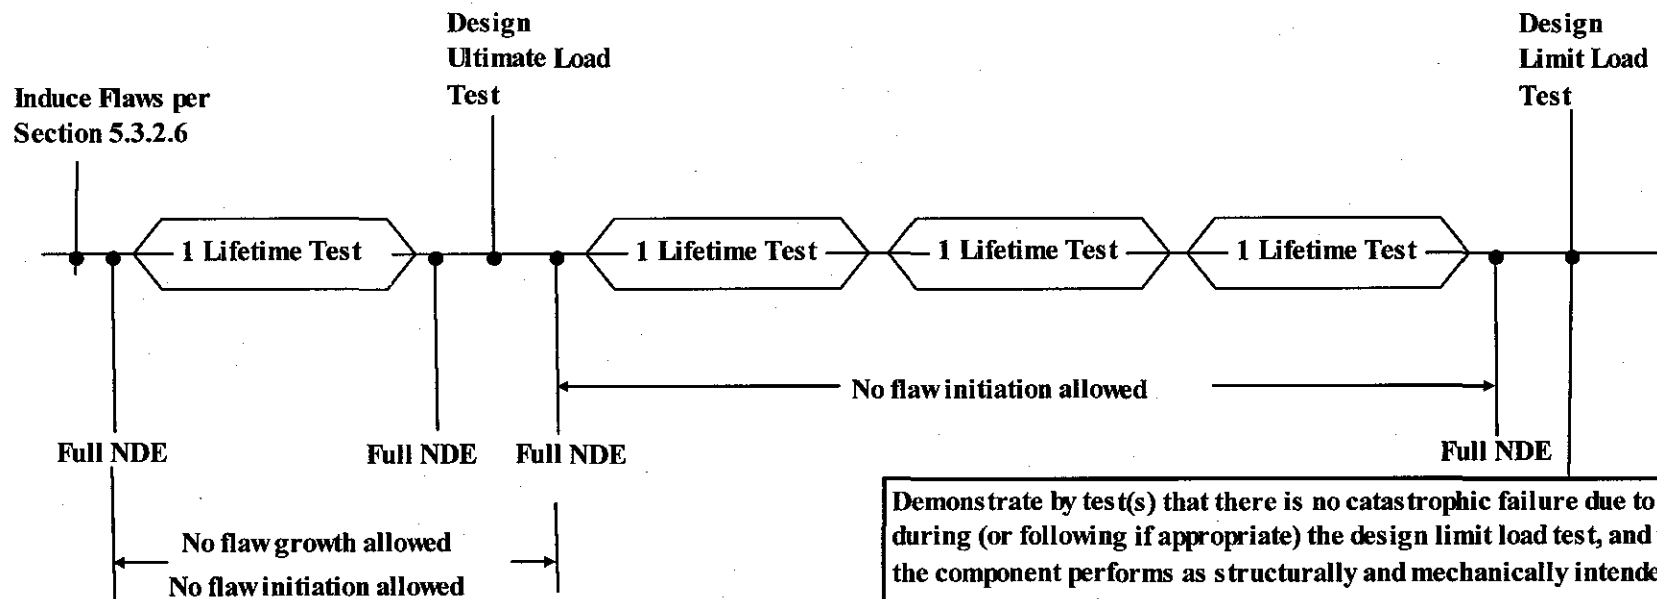 Design
Ultimate Load
Test
Design
Limit Load
Test
Induce Flaws per
Section 5.3.2.6
1 Lifetime Test
1 Lifetime Test
1 Lifetime Test
1 Lifetime Test
No flaw initiation allowed
Full NDE
Full NDE
Full NDE
Full NDE
Demonstrate by test(s) that there is no catastrophic failure due to
during (or following if appropriate) the design limit load test, and
the component performs as structurally and mechanically intende
No flaw growth allowed
No flaw initiation allowed